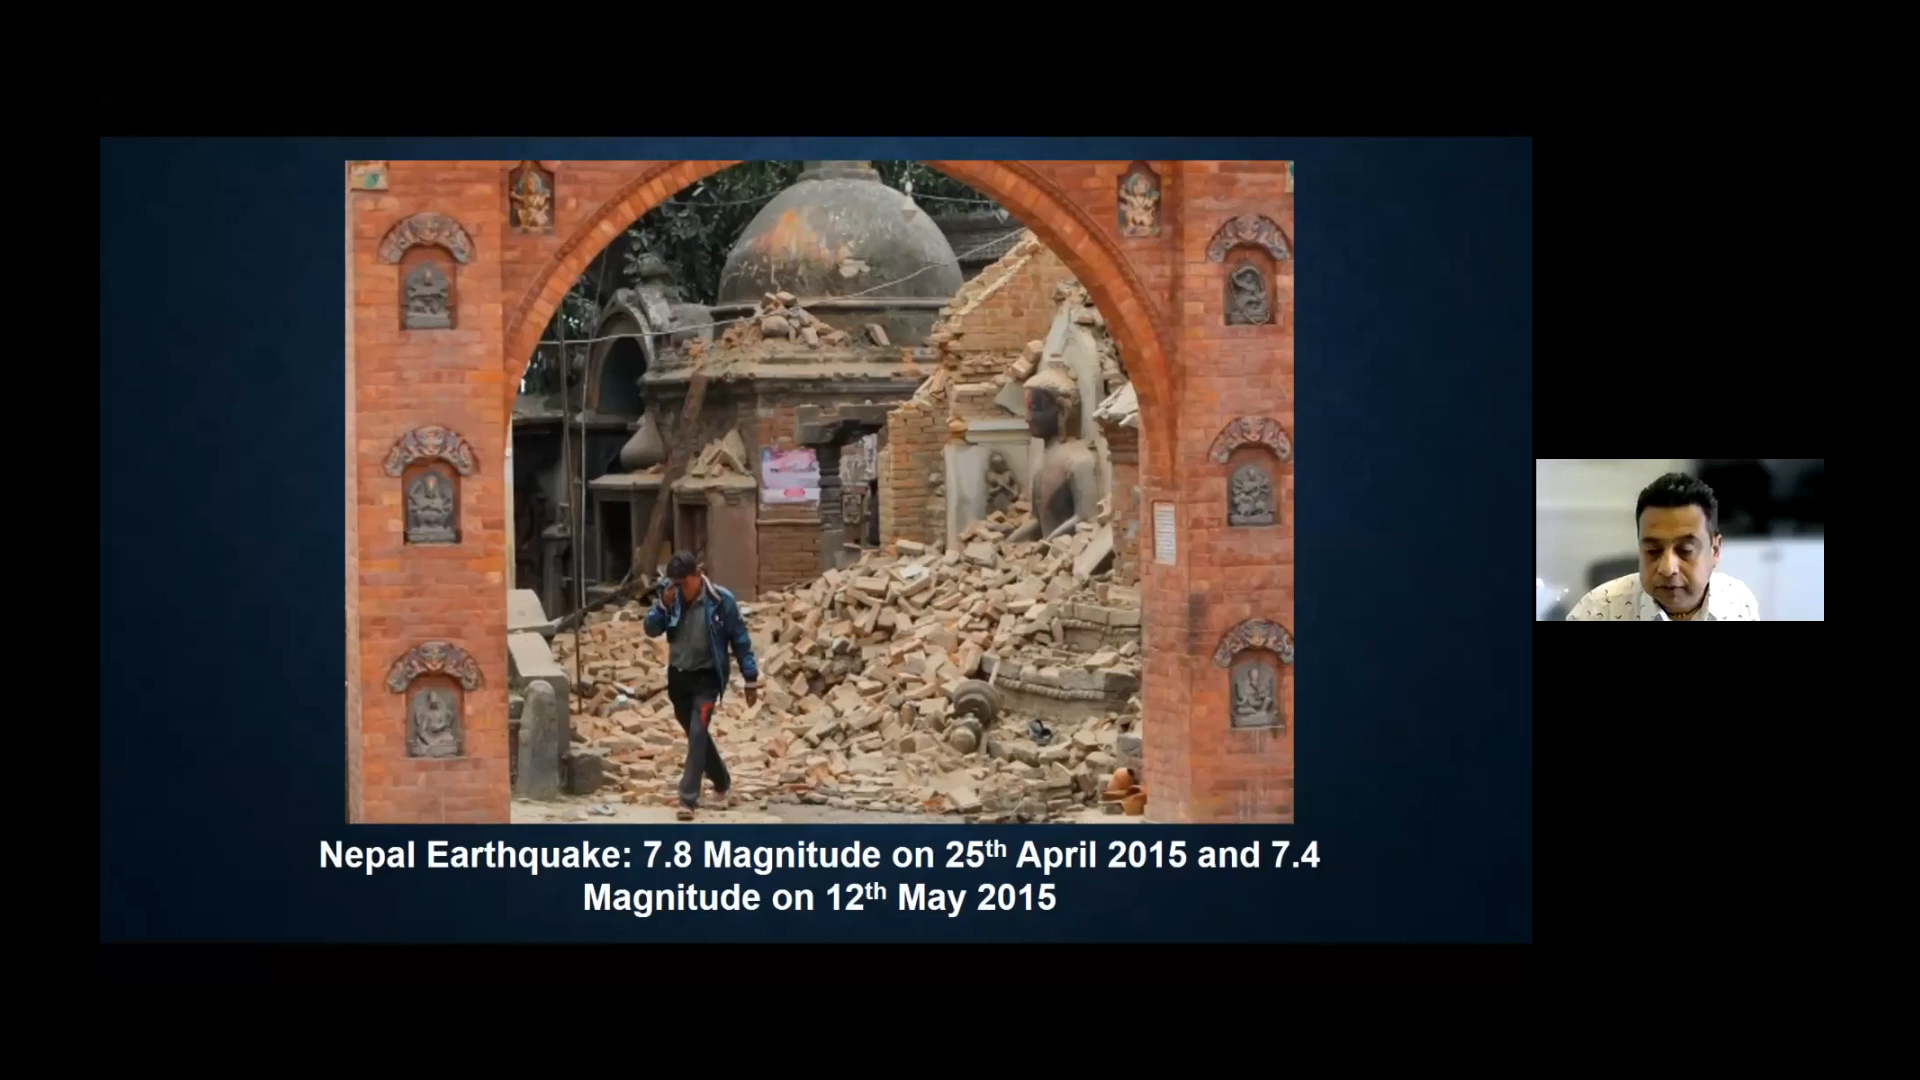 Nepal Earthquake: 7.8 Magnitude on 25th April 2015 and 7.4
Magnitude on 12th May 2015